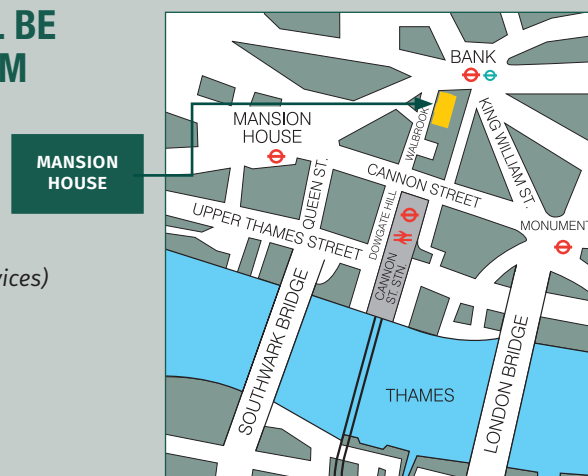 L BE
M
MANSION
HOUSE
vices)
BANK
MANSION
HOUSE
WALBROOK
KING WILLIAM ST.
CANNON STREET
QUEEN ST.
DOWGATE HILL
UPPER THAMES STREET
MONUMENT
CANNON
ST. STN.
SOUTHWARK BRIDGE
THAMES
LONDON BRIDGE